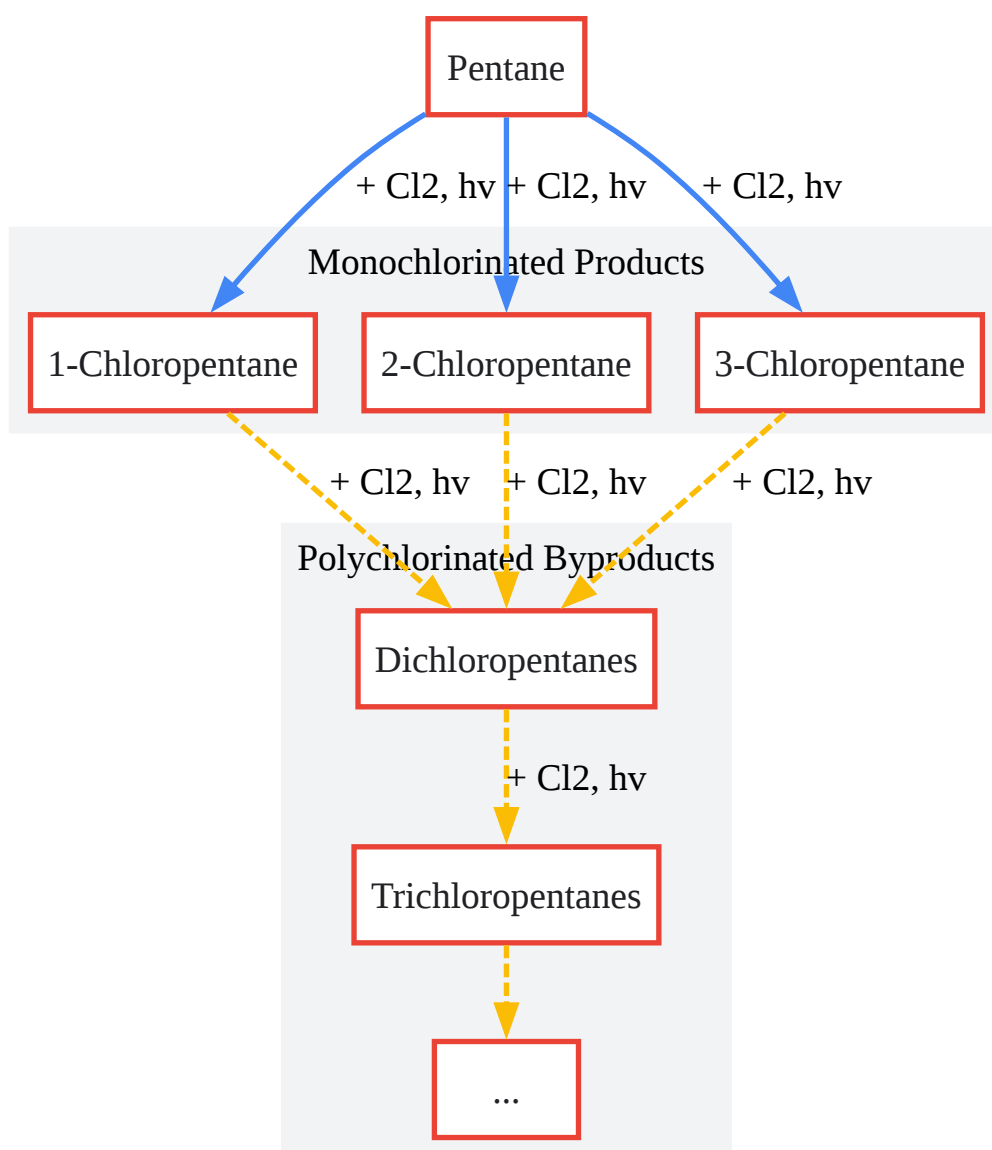 Pentane
+ Cl2, hv + Cl2, hv + Cl2, hv
Monochlorinated Products
1-Chloropentane 2-Chloropentane 3-Chloropentane
+ Cl2, hv + Cl2, hv + Cl2, hv
Polychlorinated Byproducts
Dichloropentanes
+ Cl2, hv
Trichloropentanes
...